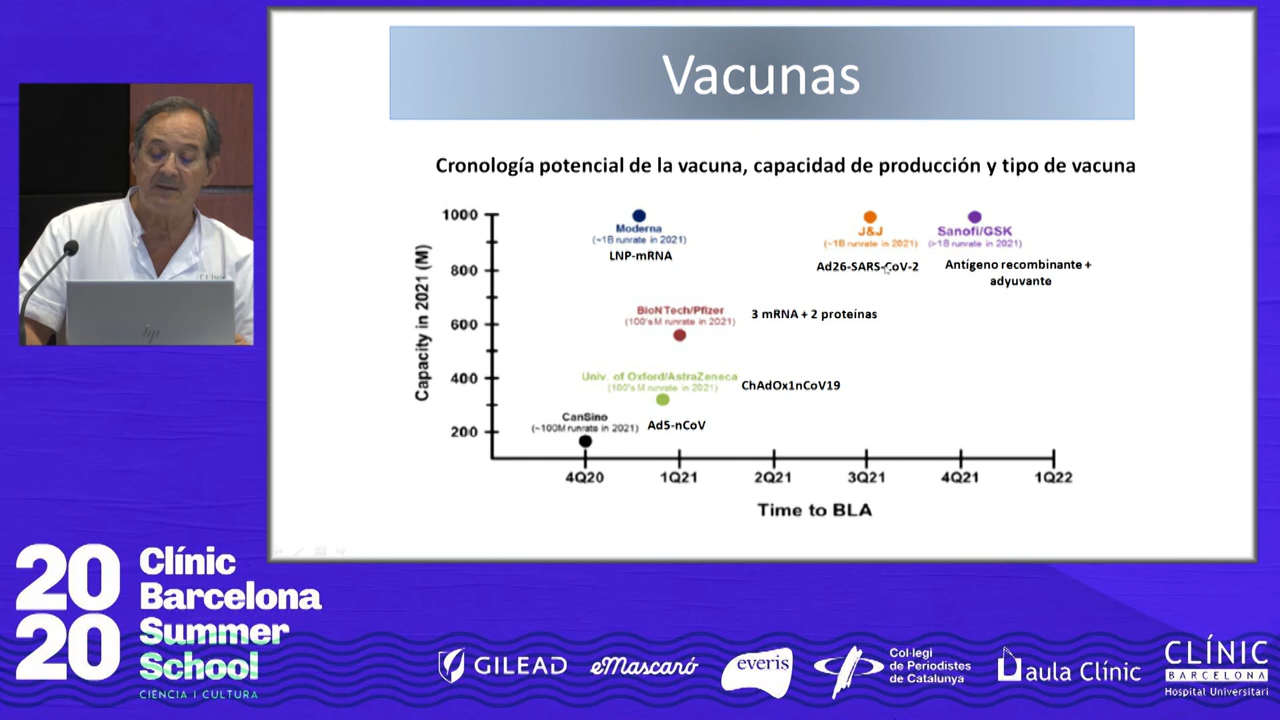 Vacunas
Cronología potencial de la vacuna, capacidad de producción y tipo de vacuna
Capacity in 2021 (M)
1000
800
600
400
200
Moderna
(~1B runrate in 2021)
LNP-mRNA
J&J
(~1B runrate in 2021)
Ad26-SARS-CoV-2
Sanofi/GSK
(>1B runrate in 2021)
Antígeno recombinante +
adyuvante
BioNTech/Pfizer
(100's M runrate in 2021)
3 mRNA + 2 proteínas
Univ. of Oxford/AstraZeneca
(100's M runrate in 2021)
ChAdOx1nCoV19
CanSino
(~100M runrate in 2021)
Ad5-nCoV
4Q20 1Q21 2Q21 3Q21 4Q21 1Q22
Time to BLA
hp
2020
Clínic
Barcelona
Summer
School
CIÈNCIA I CULTURA
GILEAD
eMascaró
everis
Col·legi
de Periodistes
de Catalunya
aula Clínic
CLÍNIC
BARCELONA
Hospital Universitari